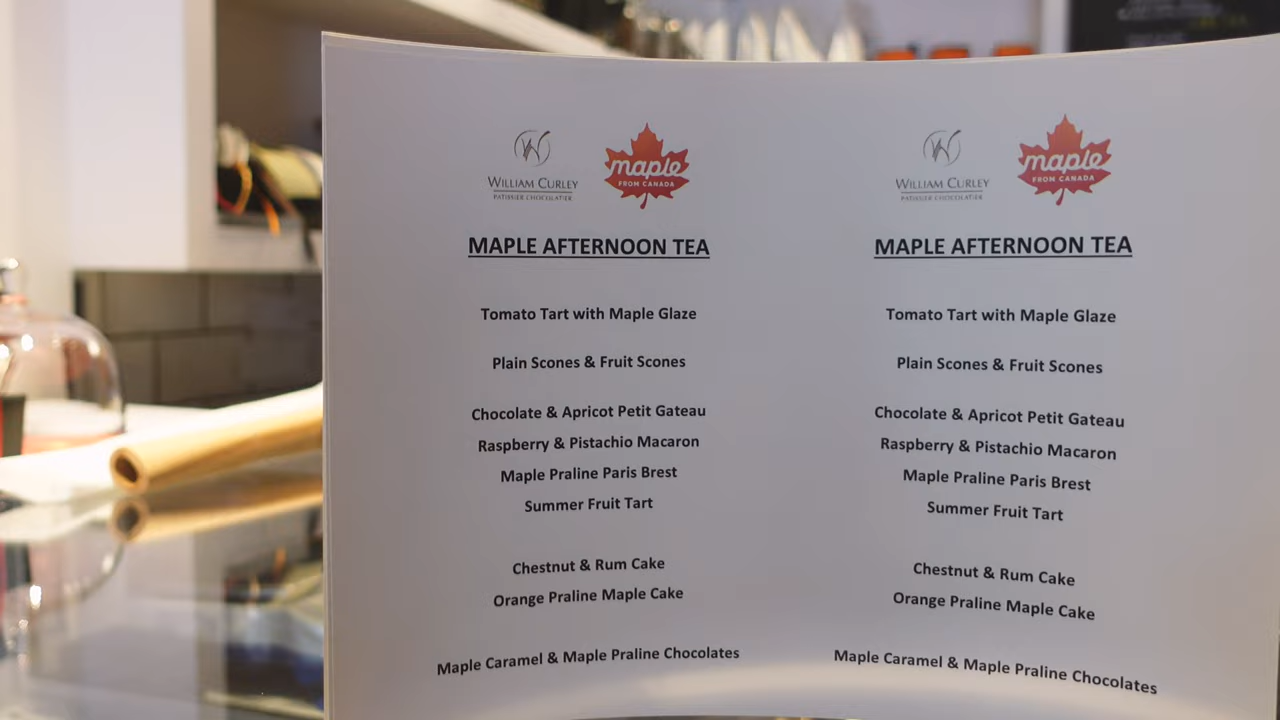 WILLIAM CURLEY
PATISSIER CHOCOLATIER
maple
FROM CANADA
MAPLE AFTERNOON TEA
Tomato Tart with Maple Glaze
Plain Scones & Fruit Scones
Chocolate & Apricot Petit Gateau
Raspberry & Pistachio Macaron
Maple Praline Paris Brest
Summer Fruit Tart
Chestnut & Rum Cake
Orange Praline Maple Cake
Maple Caramel & Maple Praline Chocolates
WILLIAM CURLEY
PATISSIER CHOCOLATIER
maple
FROM CANADA
MAPLE AFTERNOON TEA
Tomato Tart with Maple Glaze
Plain Scones & Fruit Scones
Chocolate & Apricot Petit Gateau
Raspberry & Pistachio Macaron
Maple Praline Paris Brest
Summer Fruit Tart
Chestnut & Rum Cake
Orange Praline Maple Cake
Maple Caramel & Maple Praline Chocolates